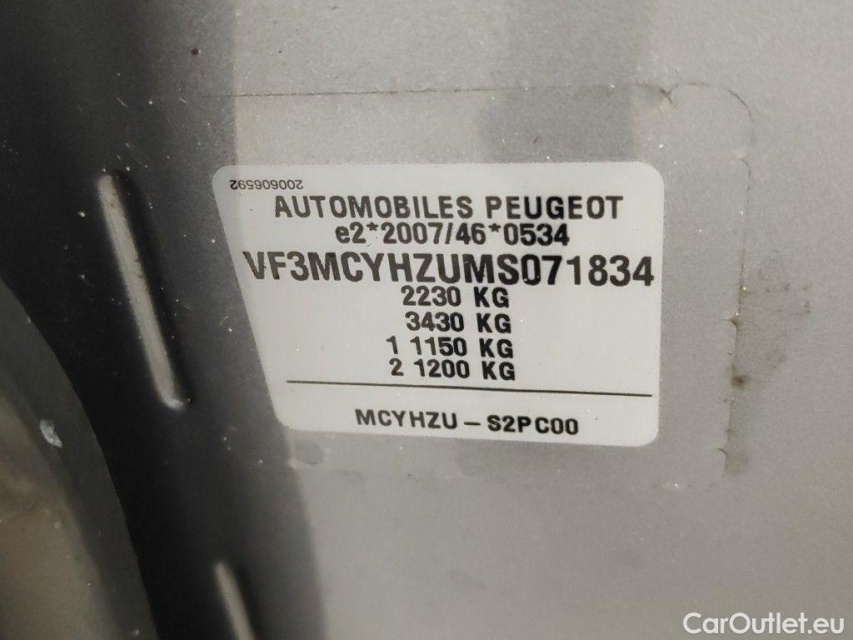 200606592
AUTOMOBILES PEUGEOT
e2*2007/46*0534
VF3MCYHZUMS071834
2230 KG
3430 KG
1 1150 KG
2 1200 KG
MCYHZU - S2PC00
CarOutlet.eu